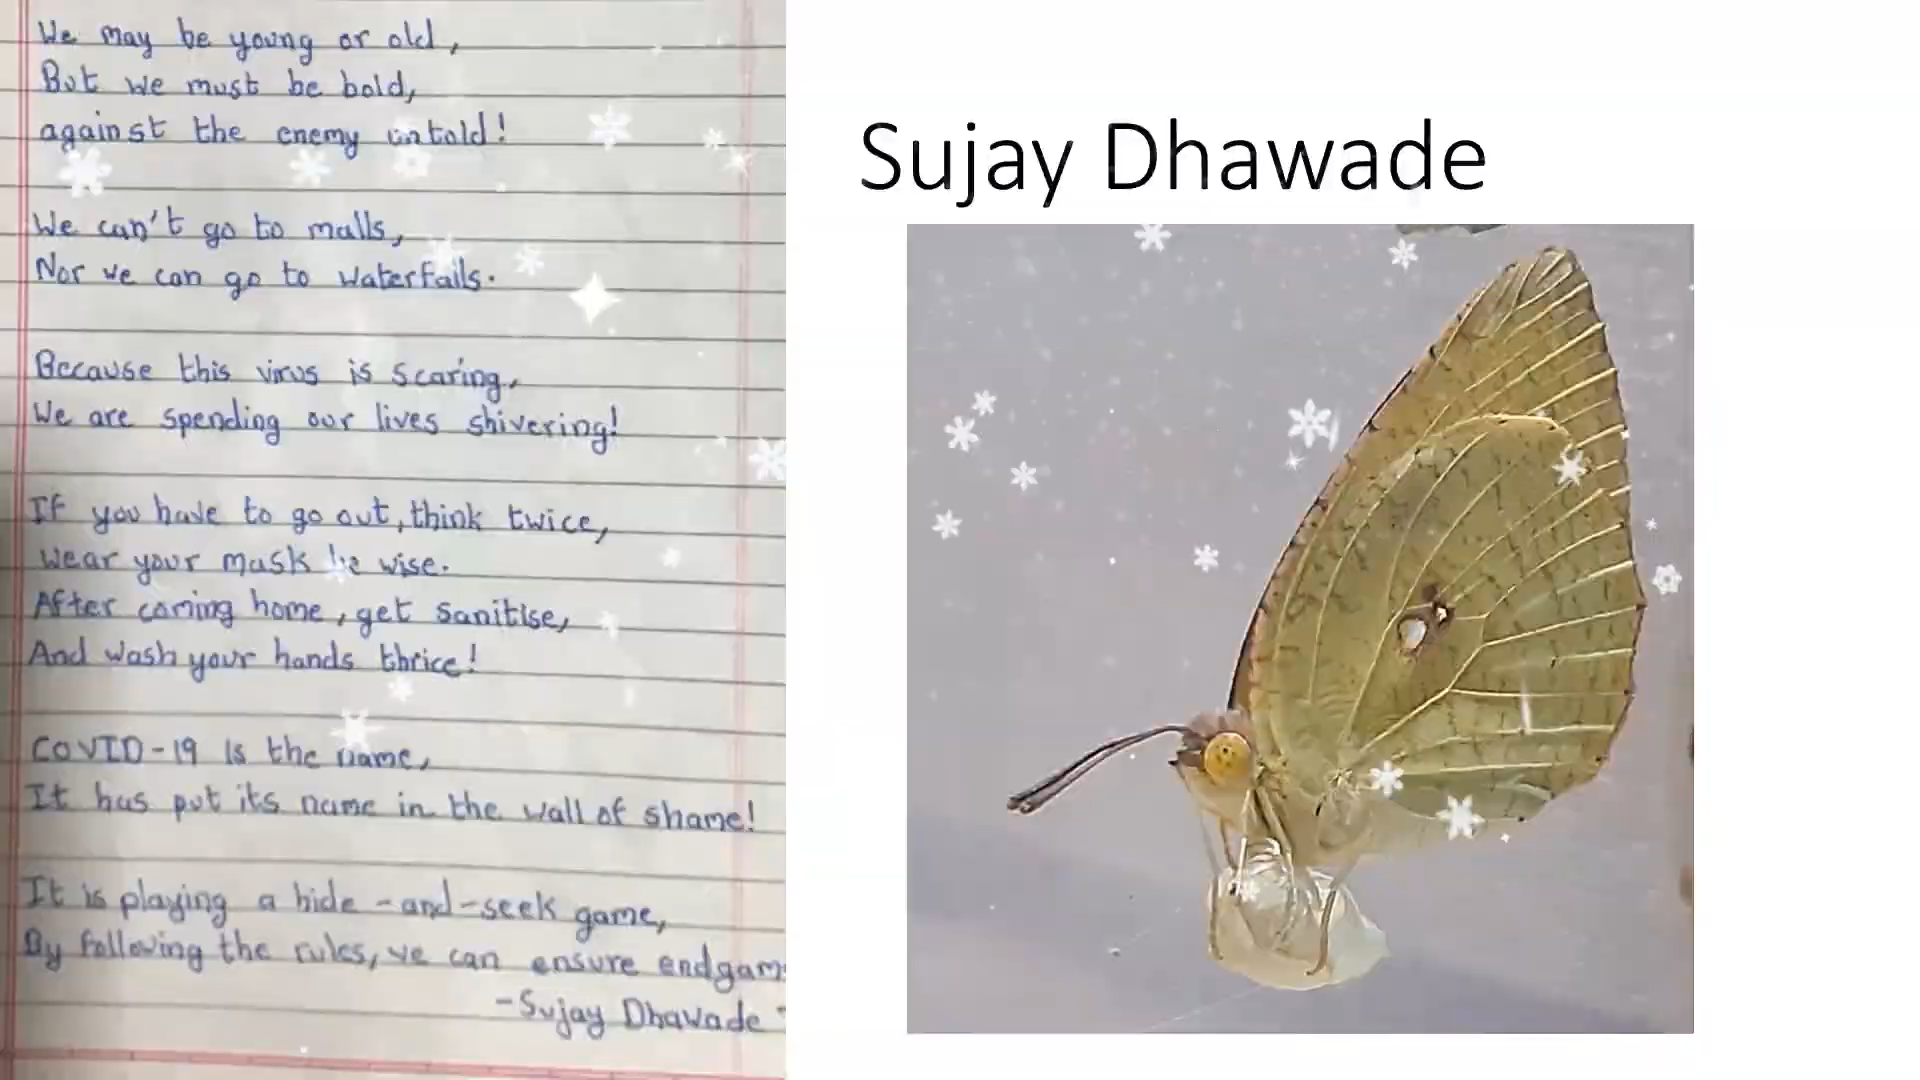 We may be young or old,
But we must be bold,
against the enemy untold!
We can't go to malls,
Nor we can go to waterfalls.
Because this virus is scaring,
We are spending our lives shivering!
If you have to go out, think twice,
Wear your mask be wise.
After coming home, get sanitise,
And wash your hands thrice!
COVID-19 is the name,
It has put its name in the wall of shame!
It is playing a hide-and-seek game,
By following the rules, we can ensure endgam
-Sujay Dhawade
Sujay Dhawade